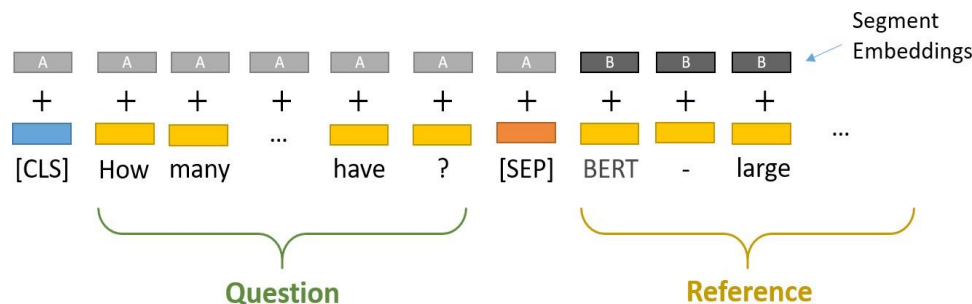 Segment
Embeddings
A A A A A A A B B B
+ + + + + + + + + +
... ...
[CLS] How many have ? [SEP] BERT - large
Question Reference